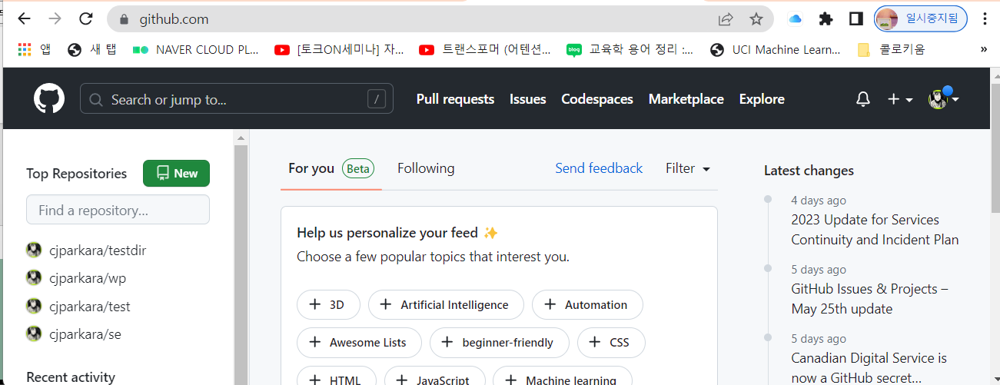 github.com
일시중지됨
앱
새 탭
NAVER CLOUD PL...
[토크ON세미나] 자...
트랜스포머 (어텐션...
blog
교육학 용어 정리 :...
UCI Machine Learn...
콜로키움
»
Search or jump to...
/
Pull requests
Issues
Codespaces
Marketplace
Explore
Top Repositories
New
Find a repository...
cjparkara/testdir
cjparkara/wp
cjparkara/test
cjparkara/se
Recent activity
For you
Beta
Following
Send feedback
Filter
Help us personalize your feed ✨
Choose a few popular topics that interest you.
+ 3D
+ Artificial Intelligence
+ Automation
+ Awesome Lists
+ beginner-friendly
+ CSS
+ HTML
+ JavaScript
+ Machine learning
Latest changes
4 days ago
2023 Update for Services
Continuity and Incident Plan
5 days ago
GitHub Issues & Projects –
May 25th update
5 days ago
Canadian Digital Service is
now a GitHub secret...